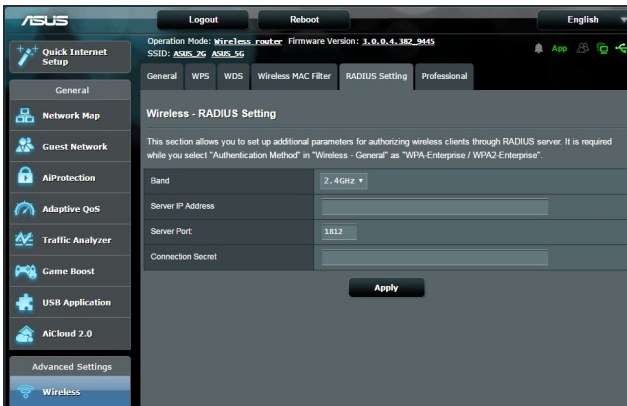 ASUS
Logout
Reboot
English
Operation Mode: Wireless router Firmware Version: 3.0.0.4.382_9445
SSID: ASUS_2G ASUS_5G
App
Quick Internet
Setup
General
Network Map
Guest Network
AiProtection
Adaptive QoS
Traffic Analyzer
Game Boost
USB Application
AiCloud 2.0
Advanced Settings
Wireless
General WPS WDS Wireless MAC Filter RADIUS Setting Professional
Wireless - RADIUS Setting
This section allows you to set up additional parameters for authorizing wireless clients through RADIUS server. It is required
while you select "Authentication Method" in "Wireless - General" as "WPA-Enterprise / WPA2-Enterprise".
Band 2.4GHz
Server IP Address
Server Port: 1812
Connection Secret
Apply